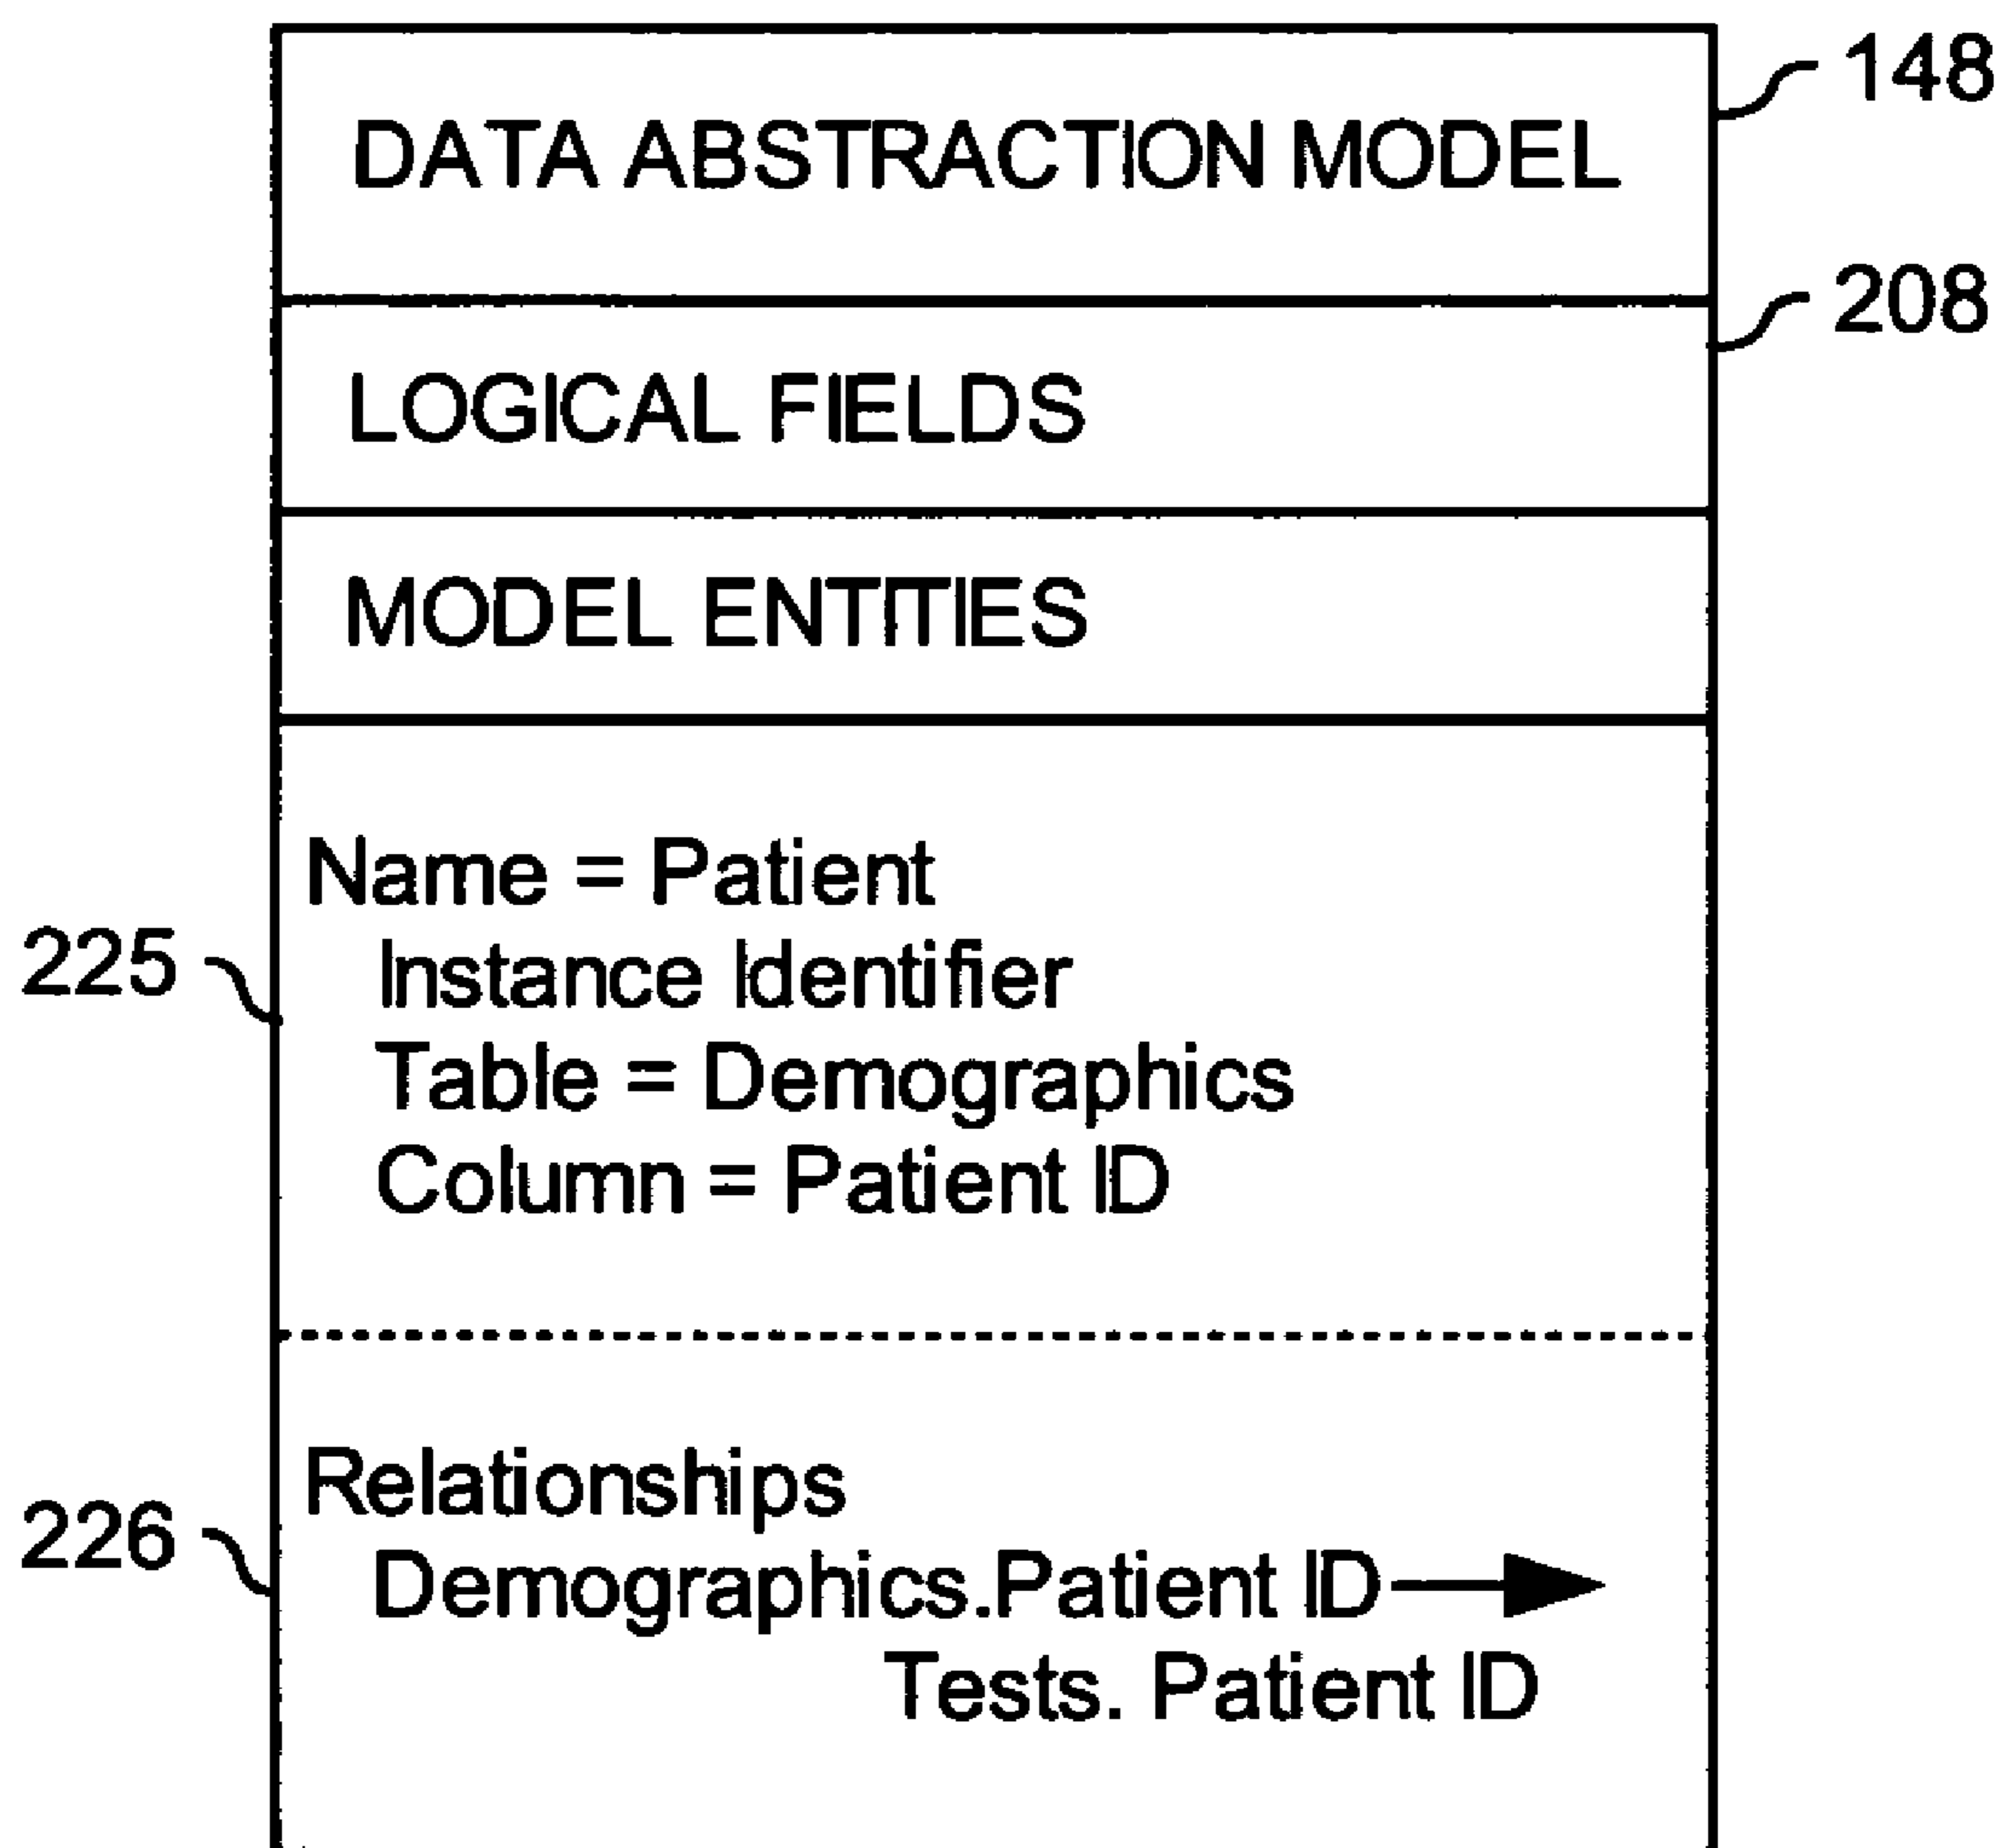 148
DATA ABSTRACTION MODEL
208
LOGICAL FIELDS
MODEL ENTITIES
Name = Patient
225
Instance Identifier
Table = Demographics
Column = Patient ID
Relationships
226
Demographics.Patient ID
Tests. Patient ID